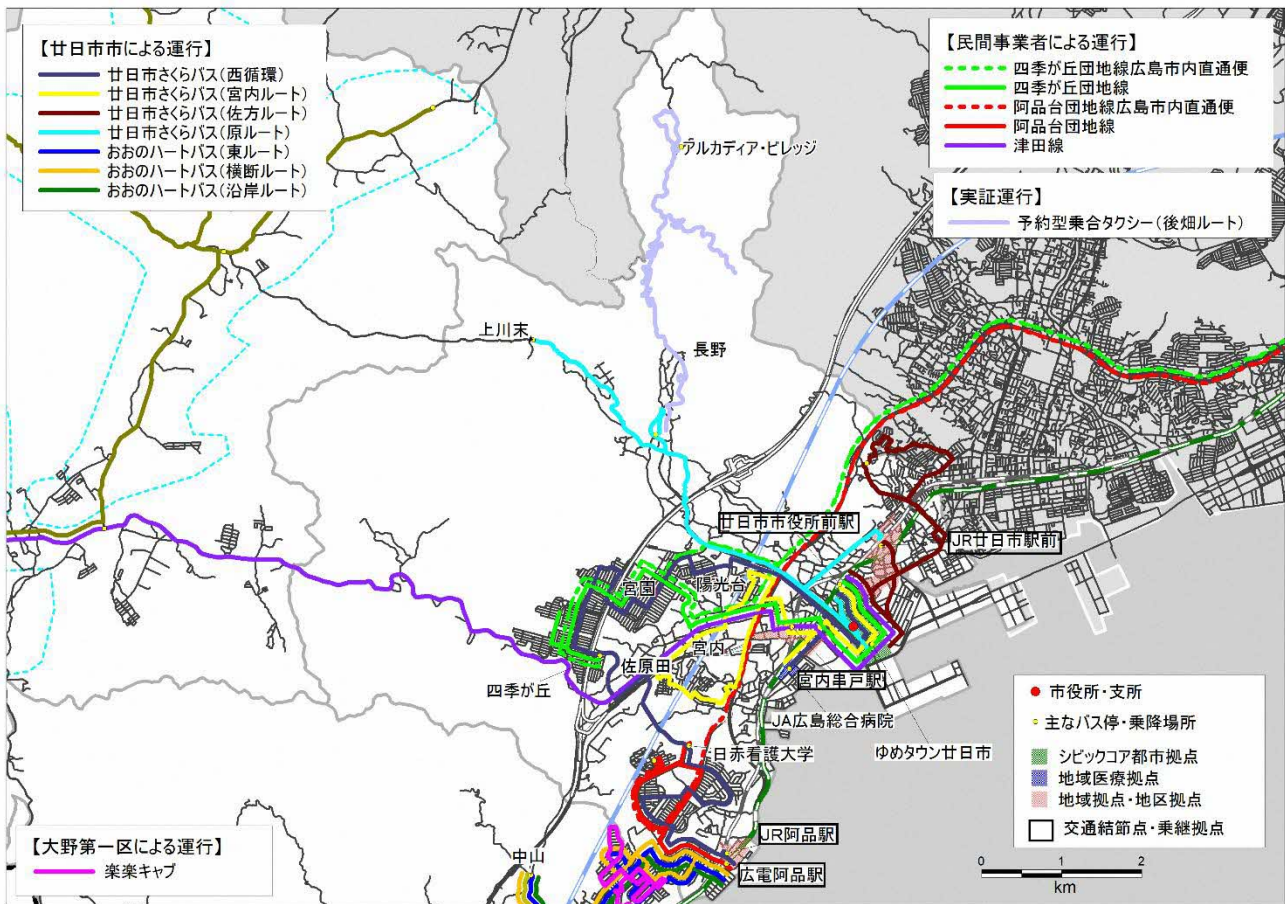 【廿日市市による運行】
廿日市さくらバス(西循環)
廿日市さくらバス(宮内ルート)
廿日市さくらバス(佐方ルート)
廿日市さくらバス(原ルート)
おおのハートバス(東ルート)
おおのハートバス(横断ルート)
おおのハートバス(沿岸ルート)
【民間事業者による運行】
四季が丘団地線広島市内直通便
四季が丘団地線
阿品台団地線広島市内直通便
阿品台団地線
津田線
【実証運行】
予約型乗合タクシー(後畑ルート)
アルカディア・ビレッジ
上川末
長野
廿日市市役所前駅
JR廿日市駅前
宮園
陽光台
宮内
佐原田
四季が丘
宮内串戸駅
JA広島総合病院
ゆめタウン廿日市
日赤看護大学
JR阿品駅
広電阿品駅
中山
【大野第一区による運行】
楽楽キャブ
市役所・支所
主なバス停・乗降場所
シビックコア都市拠点
地域医療拠点
地域拠点・地区拠点
交通結節点・乗継拠点
0 1 2
km